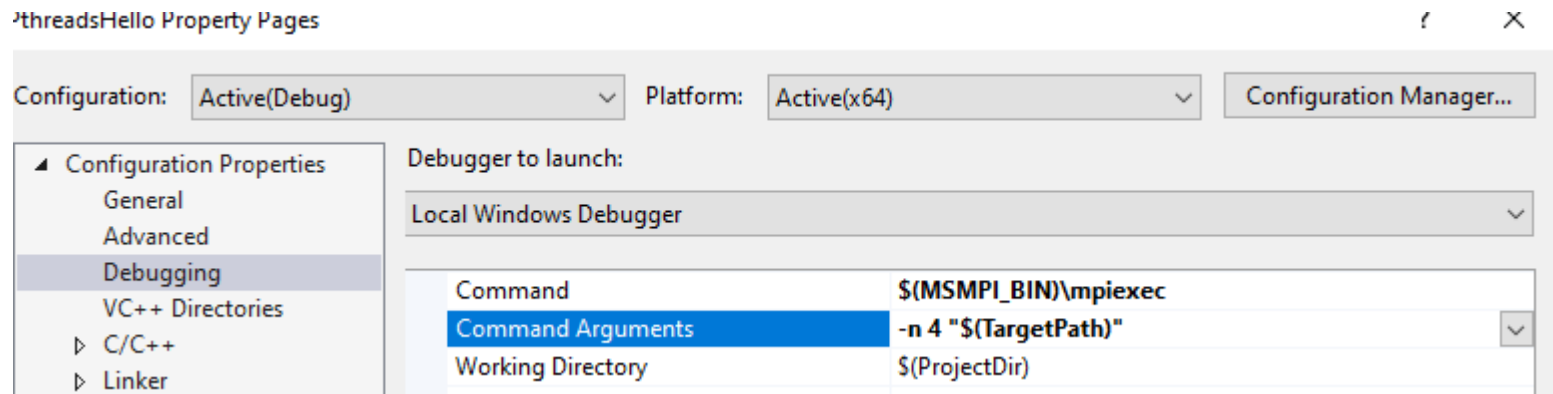 PthreadsHello Property Pages ? ×
Configuration: Active(Debug) Platform: Active(x64) Configuration Manager...
Configuration Properties
General
Advanced
Debugging
VC++ Directories
C/C++
Linker
Debugger to launch:
Local Windows Debugger
Command $(MSMPI_BIN)\mpiexec
Command Arguments -n 4 "$(TargetPath)"
Working Directory $(ProjectDir)